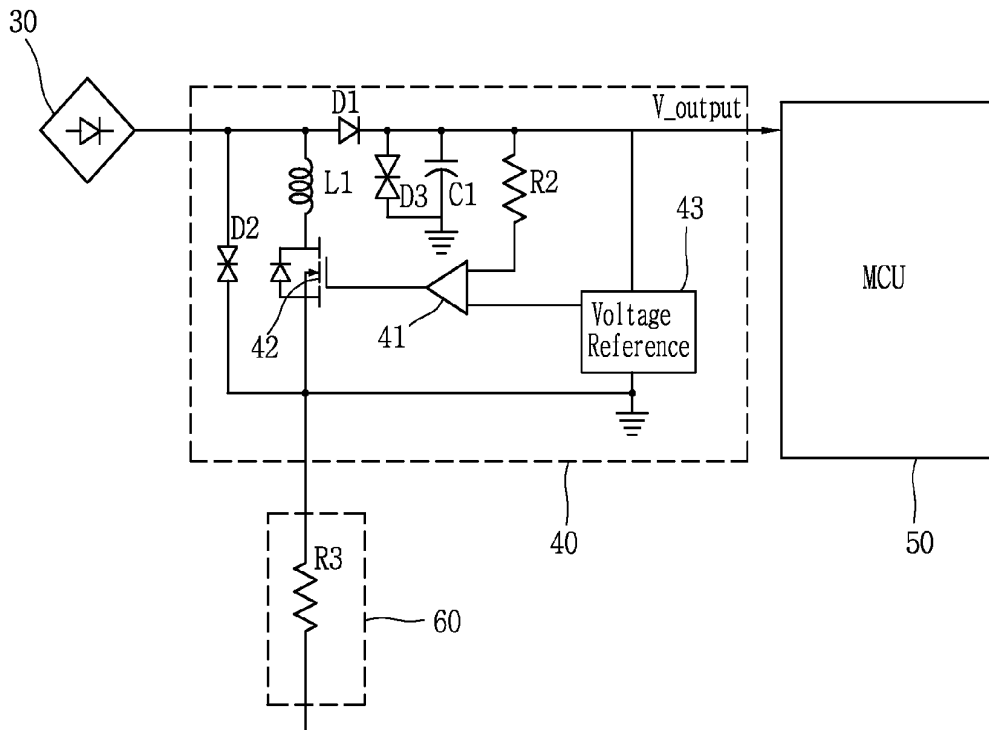 30
D1
V_output
L1
D3
C1
R2
43
D2
MCU
Voltage
Reference
42
41
40
50
R3
60